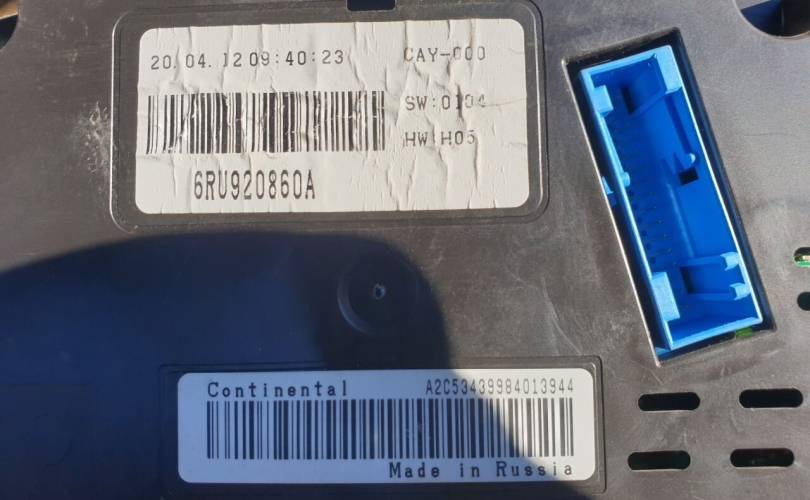 20.04.12 09:40:23 CAY-000
SW:0104
HW:H05
6RU920860A
Continental A2C53439984013944
Made in Russia